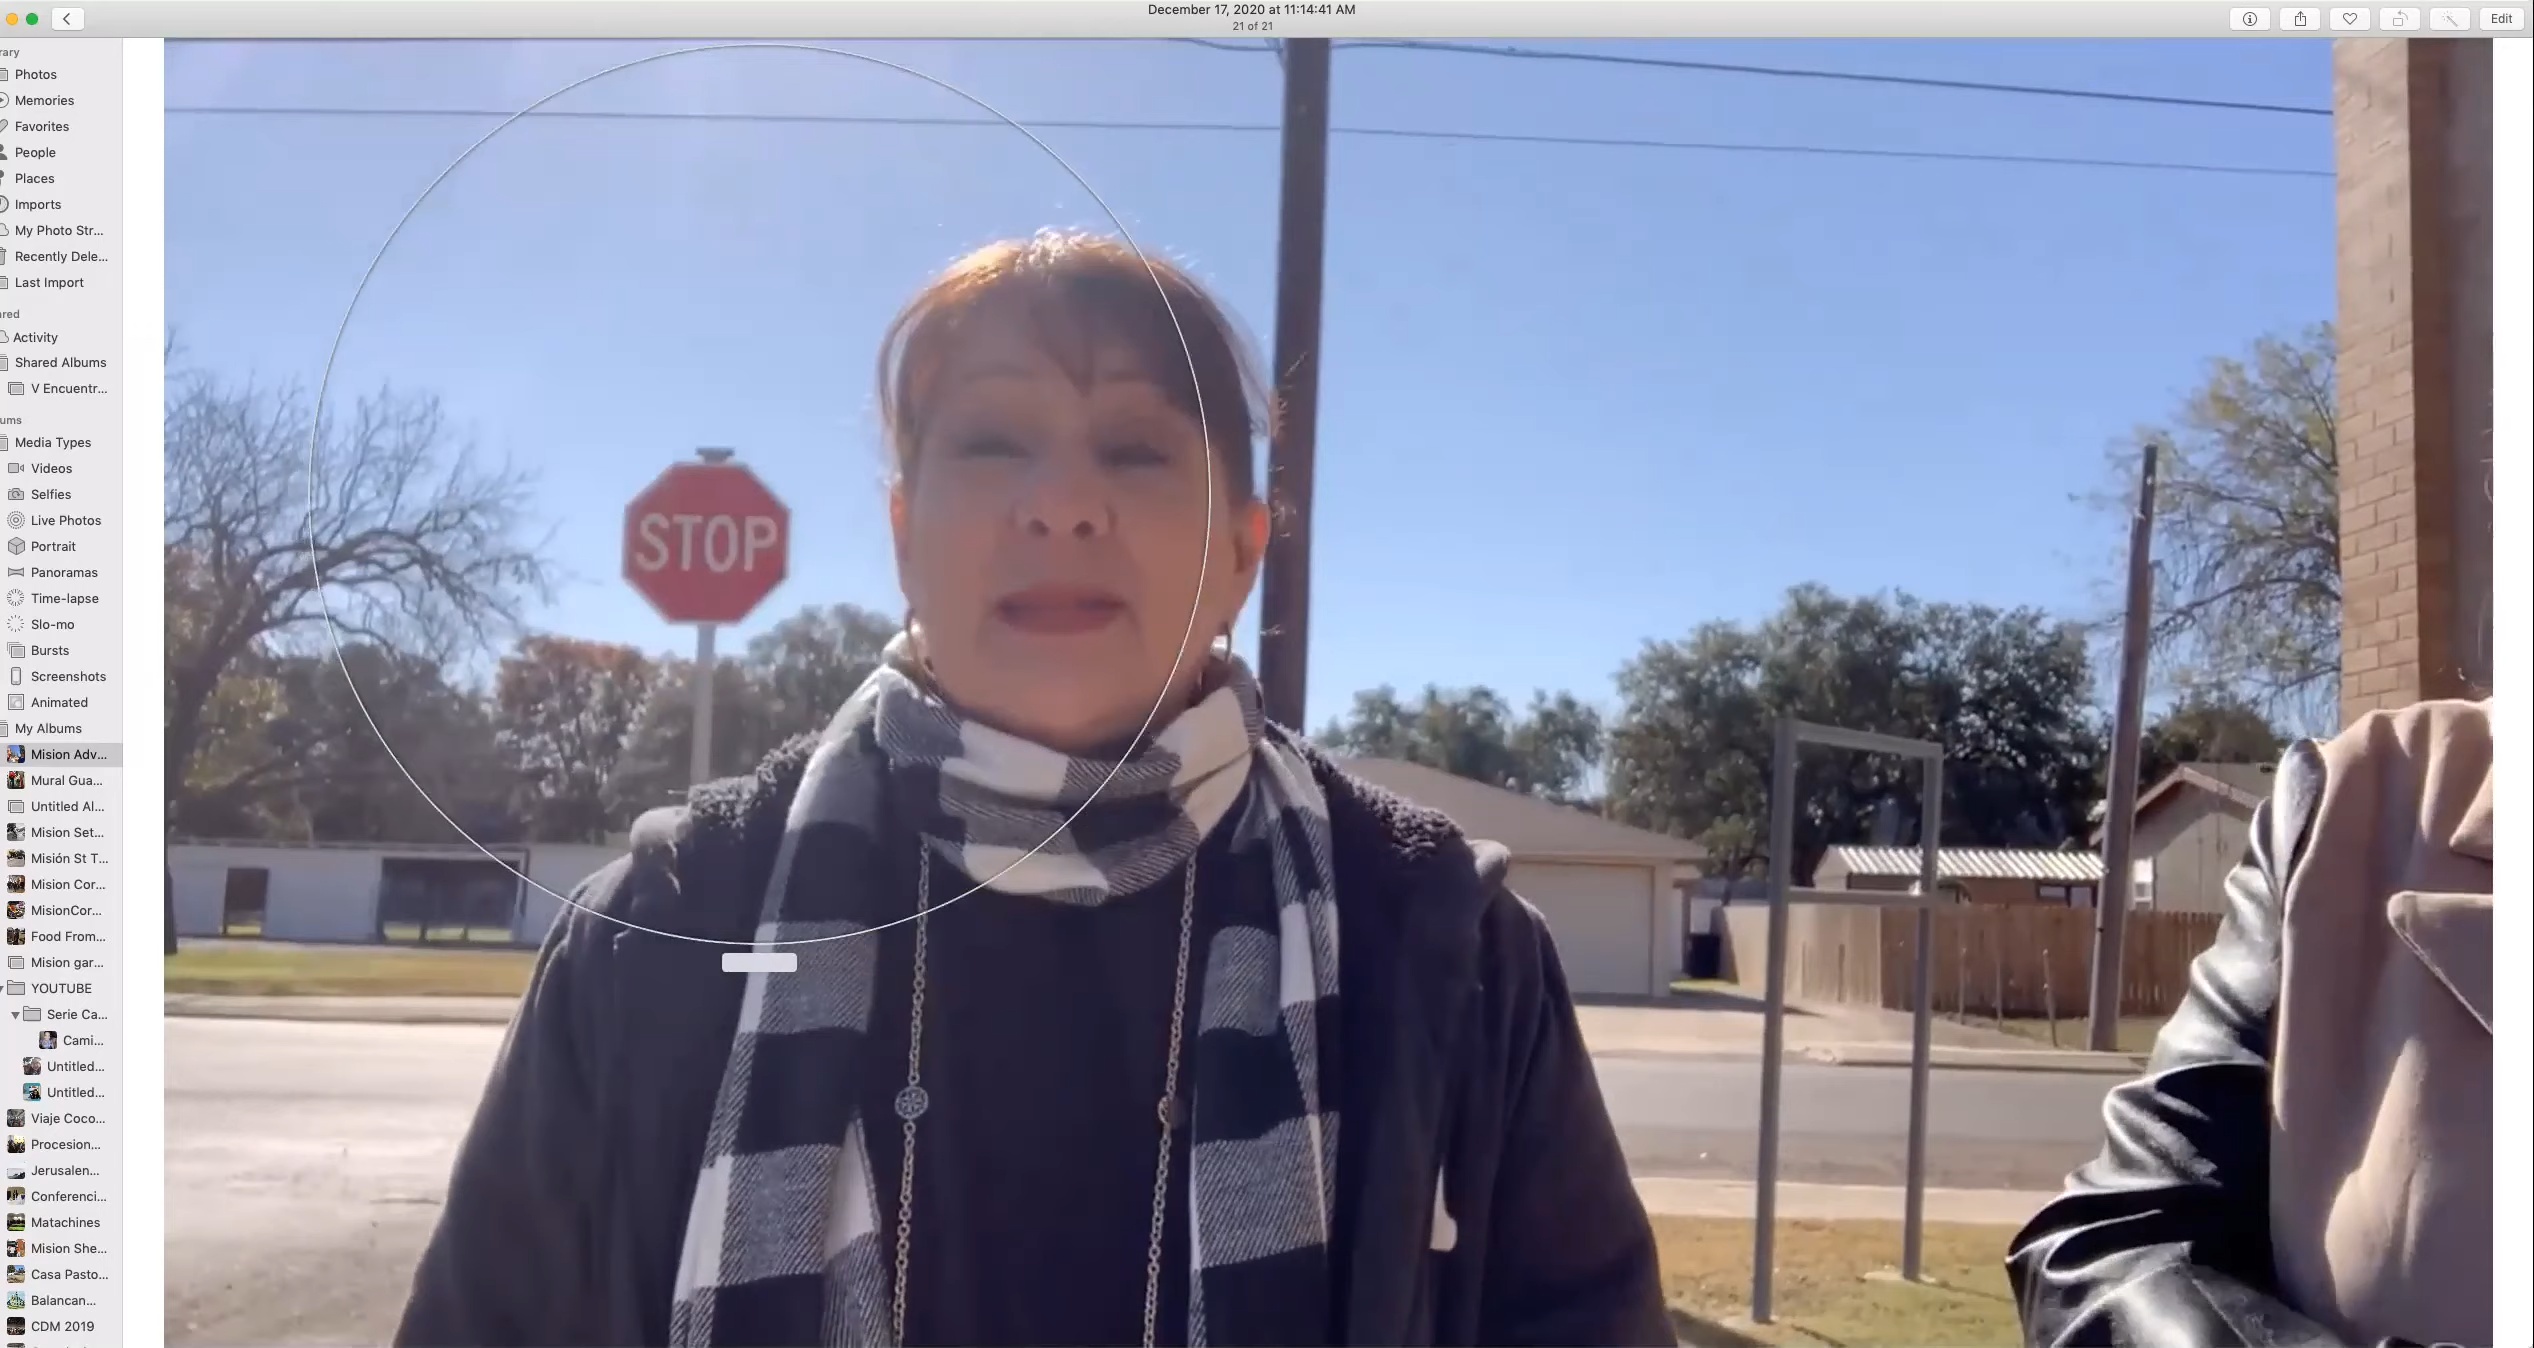 December 17, 2020 at 11:14:41 AM
21 of 21
Edit
rary
Photos
Memories
Favorites
People
Places
Imports
My Photo Str...
Recently Dele...
Last Import
ared
Activity
Shared Albums
V Encuentr...
ums
Media Types
Videos
Selfies
Live Photos
Portrait
Panoramas
Time-lapse
Slo-mo
Bursts
Screenshots
Animated
My Albums
Mision Adv...
Mural Gua...
Untitled Al...
Mision Set...
Misión St T...
Mision Cor...
MisionCor...
Food From...
Mision gar...
YOUTUBE
Serie Ca...
Cami...
Untitled...
Untitled...
Viaje Coco...
Procesion...
Jerusalen...
Conferenci...
Matachines
Mision She...
Casa Pasto...
Balancan...
CDM 2019
STOP